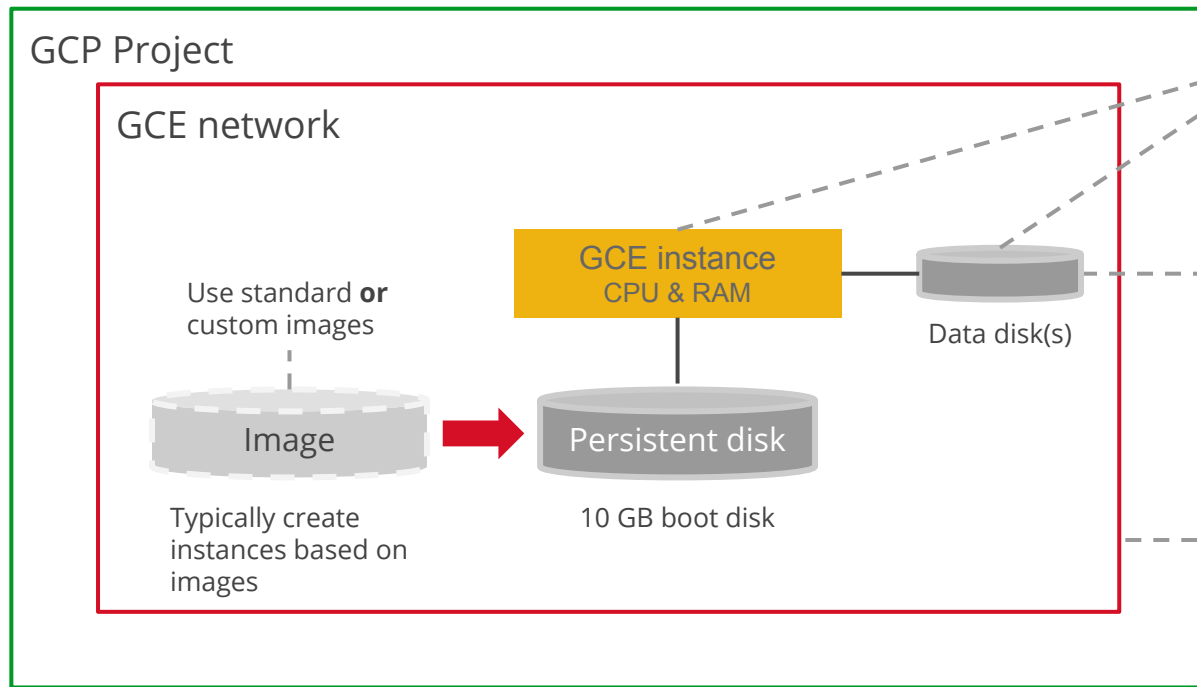 GCP Project
GCE network
GCE instance
CPU & RAM
Use standard or
custom images
Data disk(s)
Image
Persistent disk
Typically create
instances based on
images
10 GB boot disk